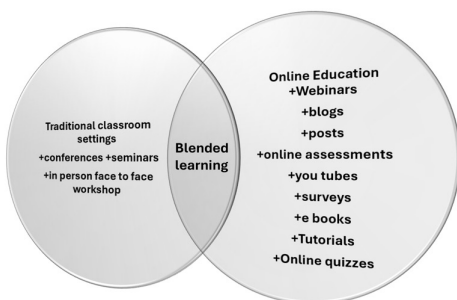 Traditional classroom
settings
+conferences +seminars
+in person face to face
workshop
Blended
learning
Online Education
+Webinars
+blogs
+posts
+online assessments
+you tubes
+surveys
+e books
+Tutorials
+Online quizzes